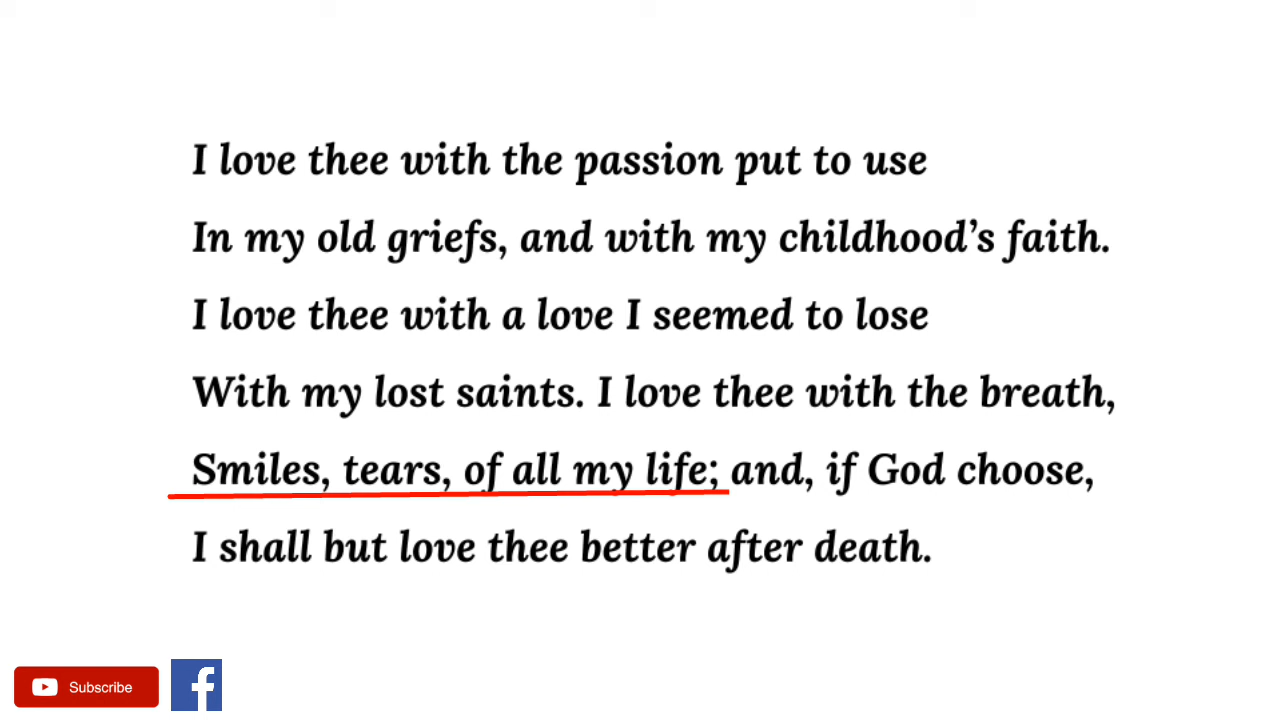 I love thee with the passion put to use
In my old griefs, and with my childhood’s faith.
I love thee with a love I seemed to lose
With my lost saints. I love thee with the breath,
Smiles, tears, of all my life; and, if God choose,
I shall but love thee better after death.
Subscribe